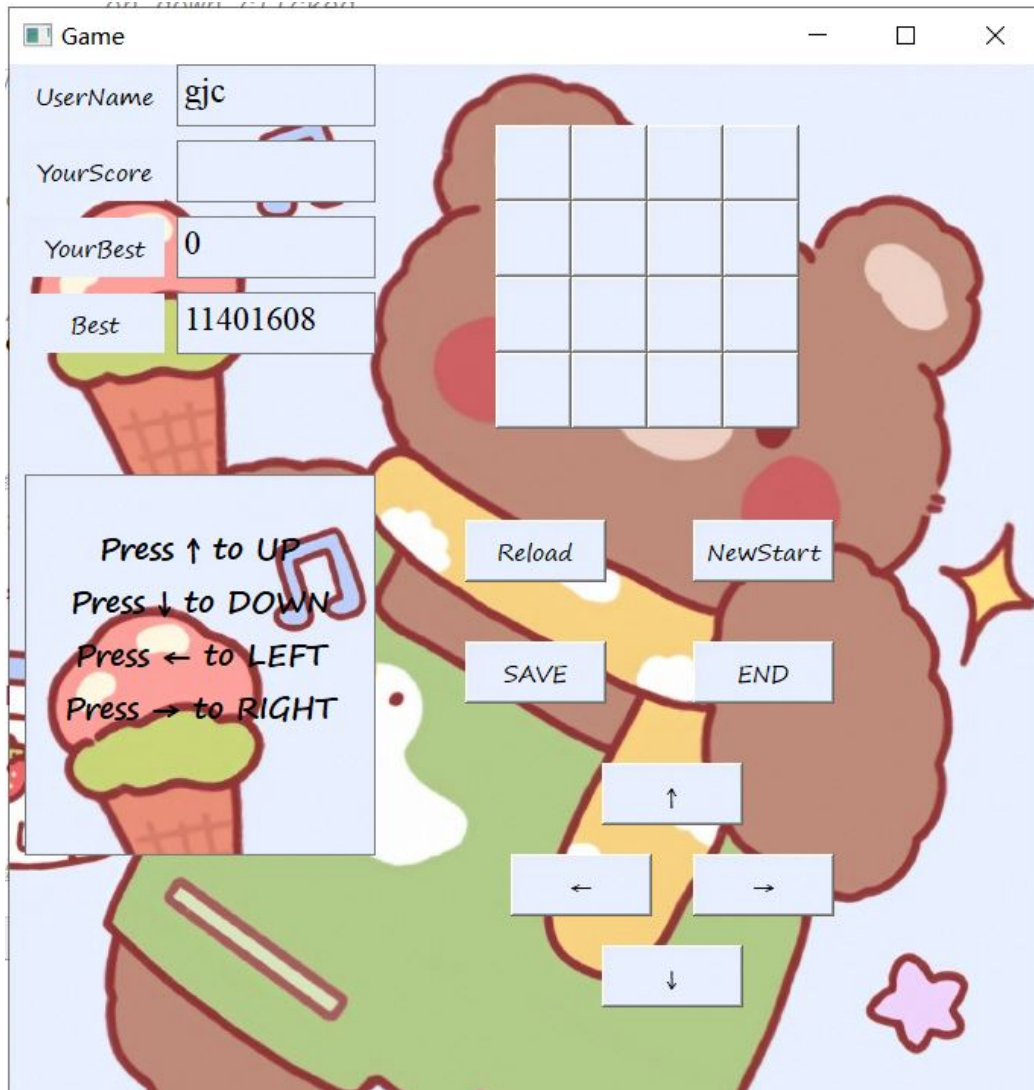 Game
UserName gjc
YourScore
YourBest 0
Best 11401608
Press ↑ to UP
Press ↓ to DOWN
Press ← to LEFT
Press → to RIGHT
Reload NewStart
SAVE END
↑
← →
↓